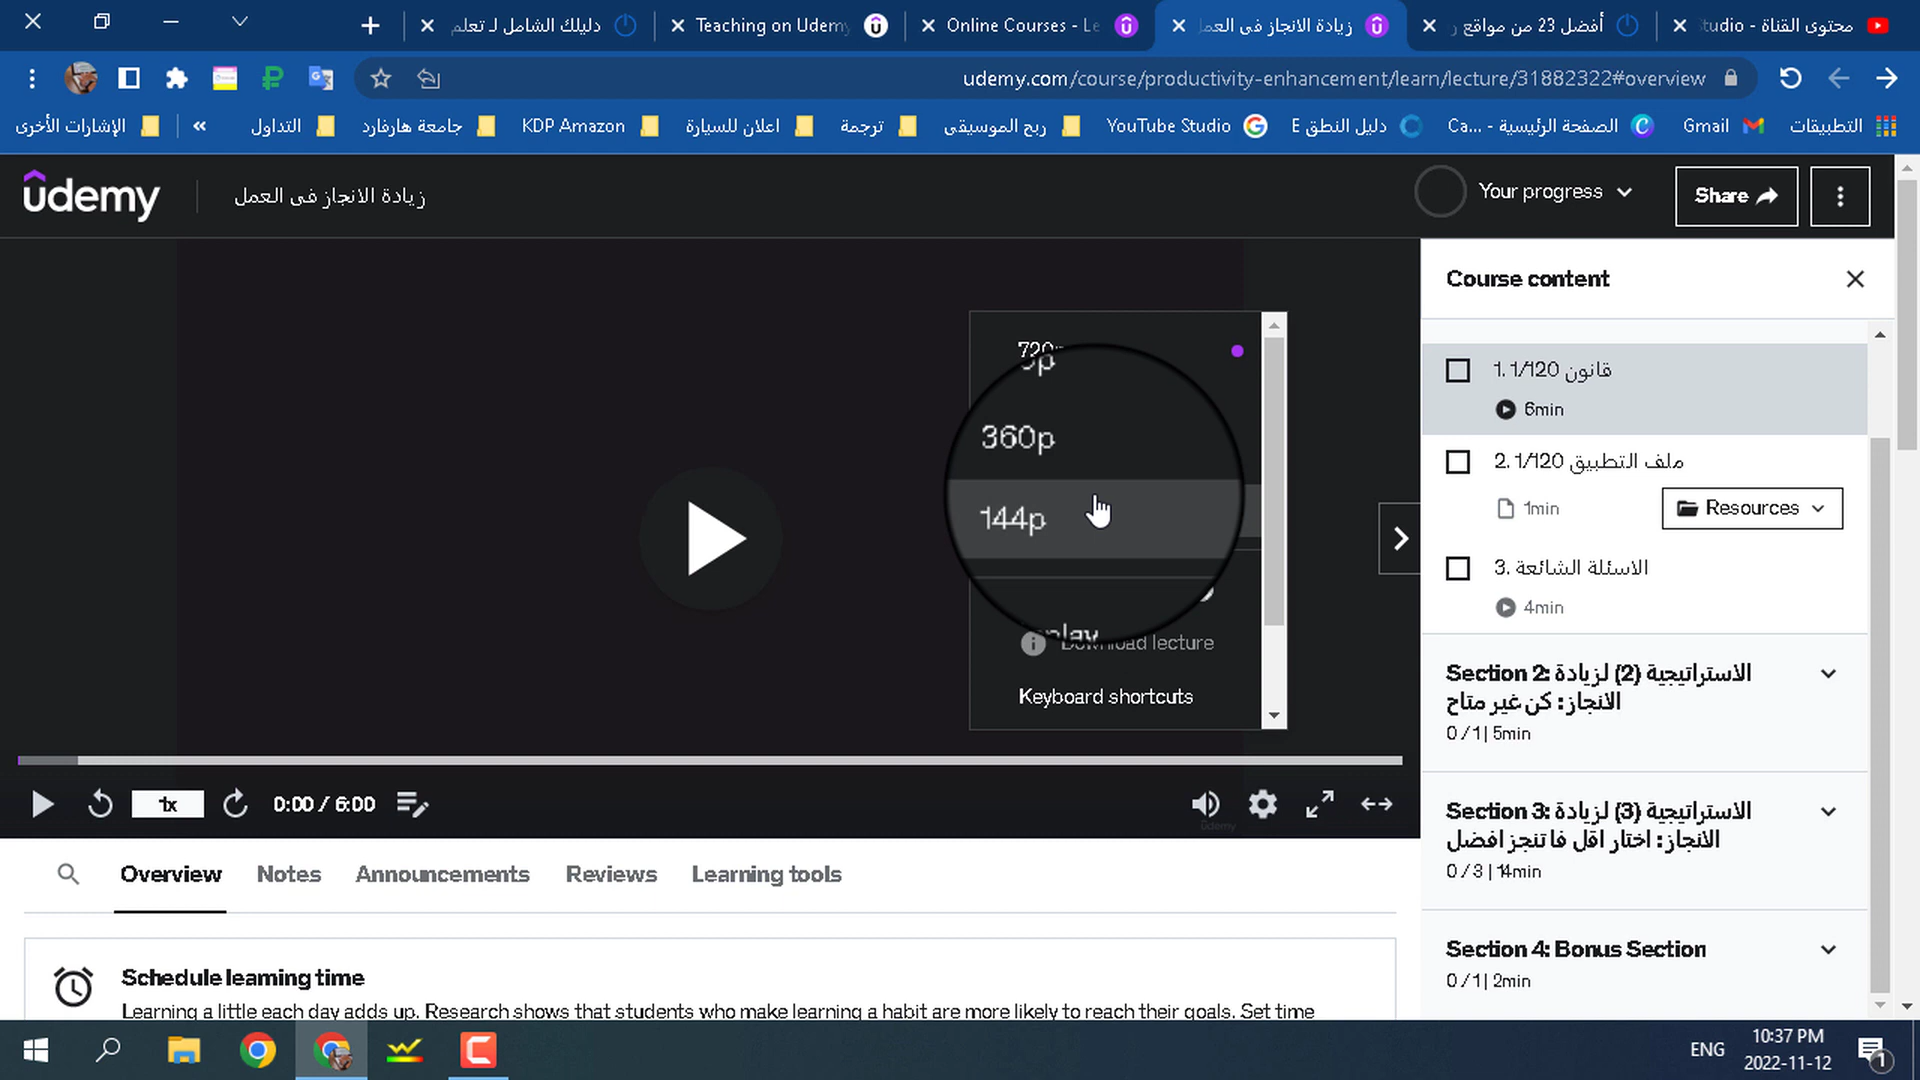 دليلك الشامل لـ تعلم
Teaching on Udemy
Online Courses - Le
زيادة الانجاز فى العمل
أفضل 23 من مواقع ر
محتوى القناة - tudio
udemy.com/course/productivity-enhancement/learn/lecture/31882322#overview
التطبيقات
Gmail
الصفحة الرئيسية - ...Ca
دليل النطق E
YouTube Studio
ربح الموسيقى
ترجمة
اعلان للسيارة
KDP Amazon
جامعة هارفارد
التداول
«
الإشارات الأخرى
udemy
زيادة الانجاز فى العمل
Your progress
Share
Course content
1. 1/120 قانون
6min
2. 1/120 ملف التطبيق
1min
Resources
3. الاسئلة الشائعة
4min
Section 2: الاستراتيجية (2) لزيادة
الانجاز: كن غير متاح
0 / 1 | 5min
Section 3: الاستراتيجية (3) لزيادة
الانجاز: اختار اقل فا تنجز افضل
0 / 3 | 14min
Section 4: Bonus Section
0 / 1 | 2min
360p
144p
Download lecture
Keyboard shortcuts
1x
0:00 / 6:00
udemy
Overview
Notes
Announcements
Reviews
Learning tools
Schedule learning time
Learning a little each day adds up. Research shows that students who make learning a habit are more likely to reach their goals. Set time
ENG
10:37 PM
2022-11-12
1